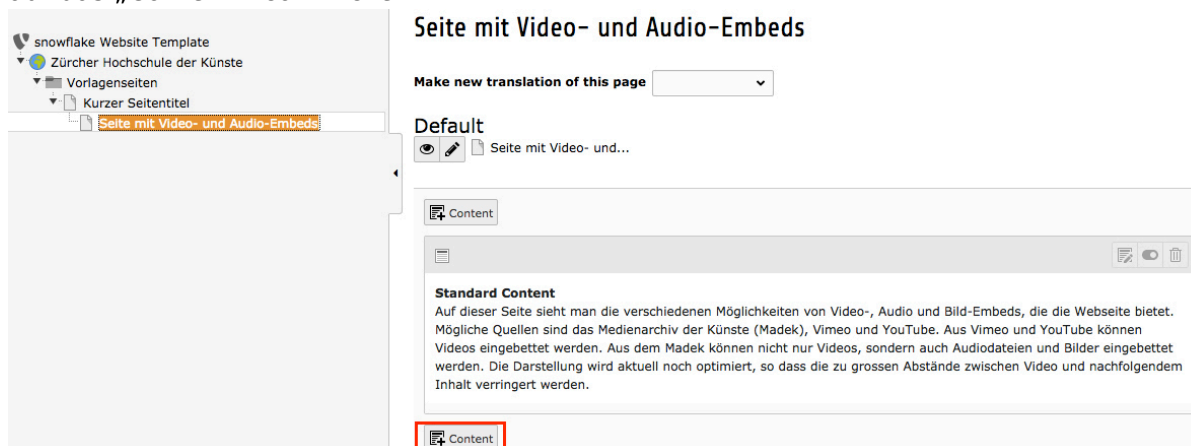 Seite mit Video- und Audio-Embeds
snowflake Website Template
Zürcher Hochschule der Künste
Vorlagenseiten
Kurzer Seitentitel
Seite mit Video- und Audio-Embeds
Make new translation of this page
Default
Seite mit Video- und...
Content
Standard Content
Auf dieser Seite sieht man die verschiedenen Möglichkeiten von Video-, Audio und Bild-Embeds, die die Webseite bietet.
Mögliche Quellen sind das Medienarchiv der Künste (Madek), Vimeo und YouTube. Aus Vimeo und YouTube können
Videos eingebettet werden. Aus dem Madek können nicht nur Videos, sondern auch Audiodateien und Bilder eingebettet
werden. Die Darstellung wird aktuell noch optimiert, so dass die zu grossen Abstände zwischen Video und nachfolgendem
Inhalt verringert werden.
Content